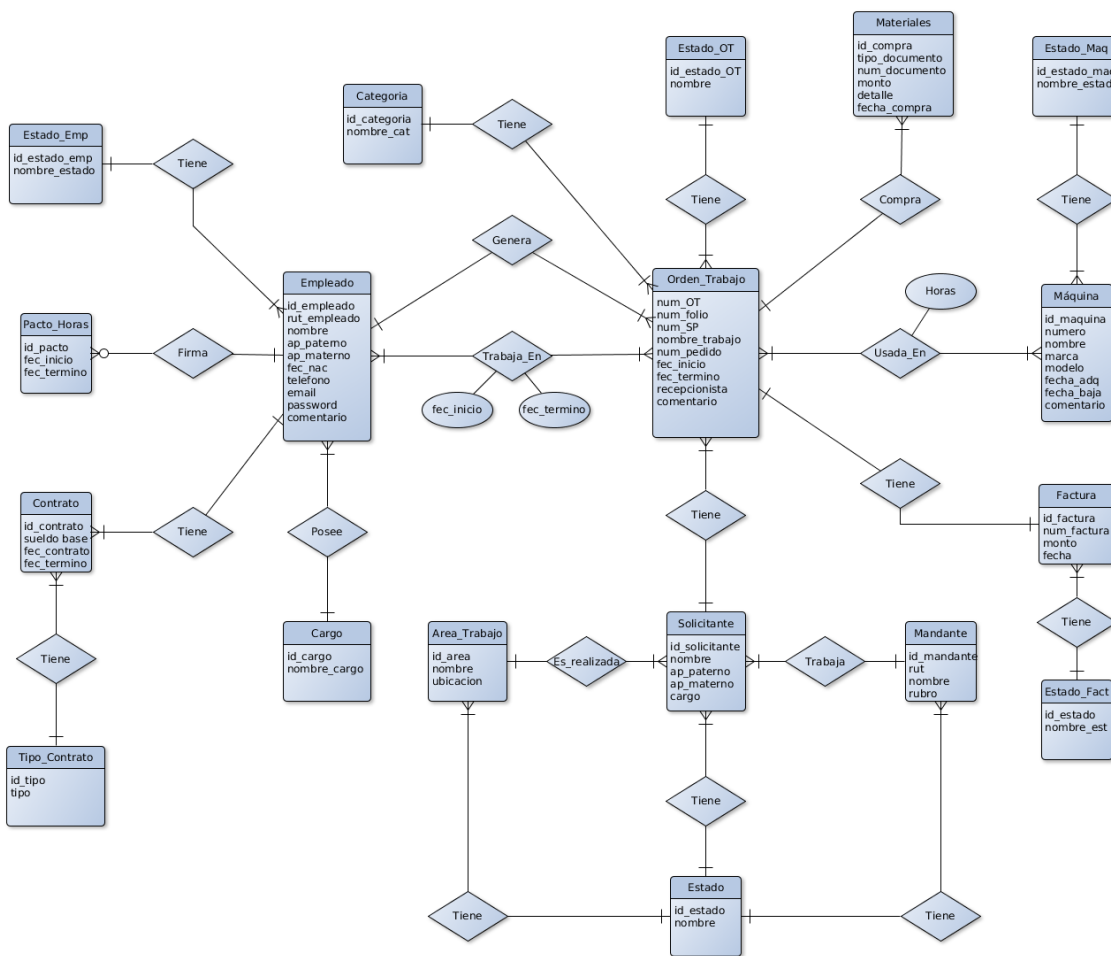 Materiales
id_compra
tipo_documento
num_documento
monto
detalle
fecha_compra
Estado_OT
id_estado_OT
nombre
Estado_Maq
id_estado_maq
nombre_estad
Categoria
id_categoria
nombre_cat
Tiene
Estado_Emp
id_estado_emp
nombre_estado
Tiene
Tiene
Compra
Tiene
Genera
Empleado
id_empleado
rut_empleado
nombre
ap_paterno
ap_materno
fec_nac
telefono
email
password
comentario
Orden_Trabajo
num_OT
num_folio
num_SP
nombre_trabajo
num_pedido
fec_inicio
fec_termino
recepcionista
comentario
Horas
Máquina
id_maquina
numero
nombre
marca
modelo
fecha_adq
fecha_baja
comentario
Pacto_Horas
id_pacto
fec_inicio
fec_termino
Firma
Trabaja_En
Usada_En
fec_inicio
fec_termino
Contrato
id_contrato
sueldo base
fec_contrato
fec_termino
Tiene
Posee
Tiene
Tiene
Factura
id_factura
num_factura
monto
fecha
Tiene
Cargo
id_cargo
nombre_cargo
Area_Trabajo
id_area
nombre
ubicacion
Es_realizada
Solicitante
id_solicitante
nombre
ap_paterno
ap_materno
cargo
Trabaja
Mandante
id_mandante
rut
nombre
rubro
Tiene
Estado_Fact
id_estado
nombre_est
Tipo_Contrato
id_tipo
tipo
Tiene
Tiene
Estado
id_estado
nombre
Tiene